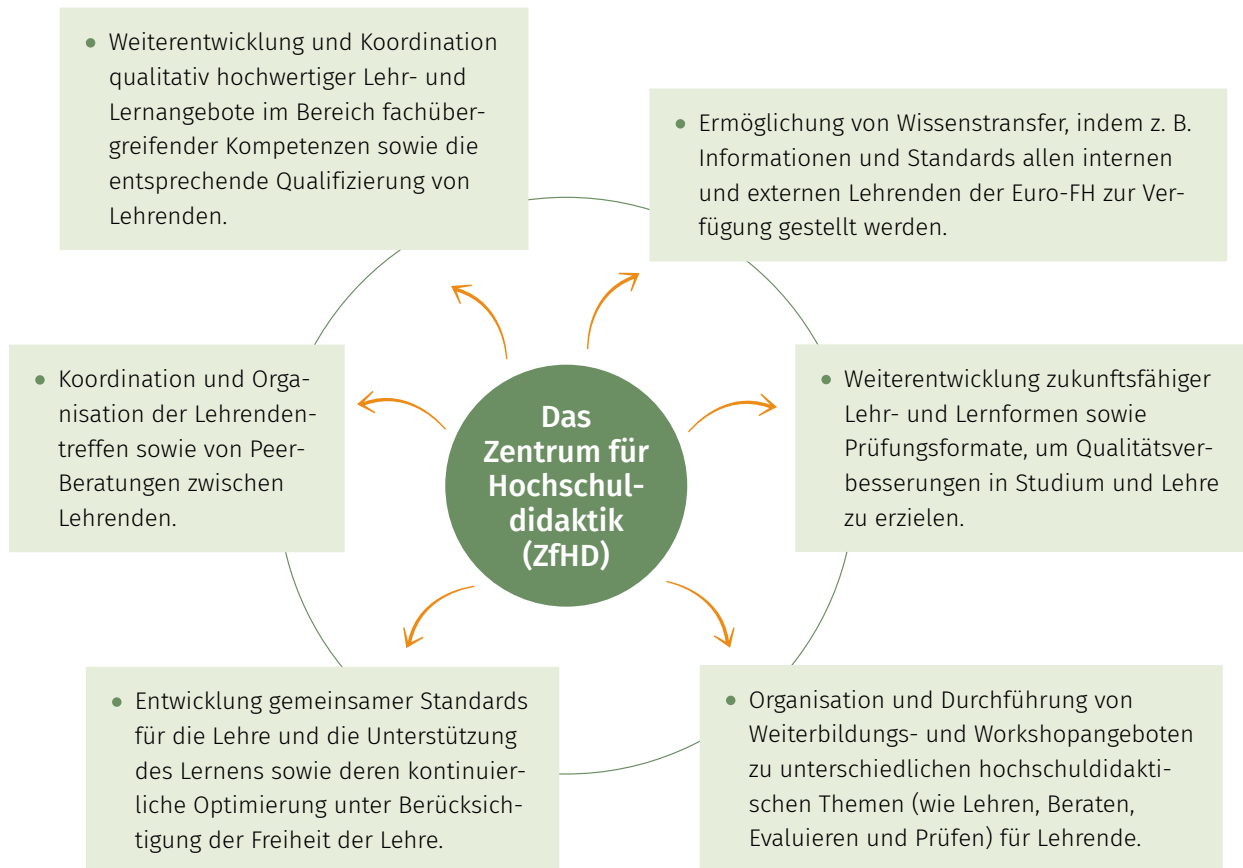 • Weiterentwicklung und Koordination
qualitativ hochwertiger Lehr- und
Lernangebote im Bereich fachüber-
greifender Kompetenzen sowie die
entsprechende Qualifizierung von
Lehrenden.
• Ermöglichung von Wissenstransfer, indem z. B.
Informationen und Standards allen internen
und externen Lehrenden der Euro-FH zur Ver-
fügung gestellt werden.
• Koordination und Orga-
nisation der Lehrenden-
treffen sowie von Peer-
Beratungen zwischen
Lehrenden.
Das
Zentrum für
Hochschul-
didaktik
(ZfHD)
• Weiterentwicklung zukunftsfähiger
Lehr- und Lernformen sowie
Prüfungsformate, um Qualitätsver-
besserungen in Studium und Lehre
zu erzielen.
• Entwicklung gemeinsamer Standards
für die Lehre und die Unterstützung
des Lernens sowie deren kontinuier-
liche Optimierung unter Berücksich-
tigung der Freiheit der Lehre.
• Organisation und Durchführung von
Weiterbildungs- und Workshopangeboten
zu unterschiedlichen hochschuldidakti-
schen Themen (wie Lehren, Beraten,
Evaluieren und Prüfen) für Lehrende.